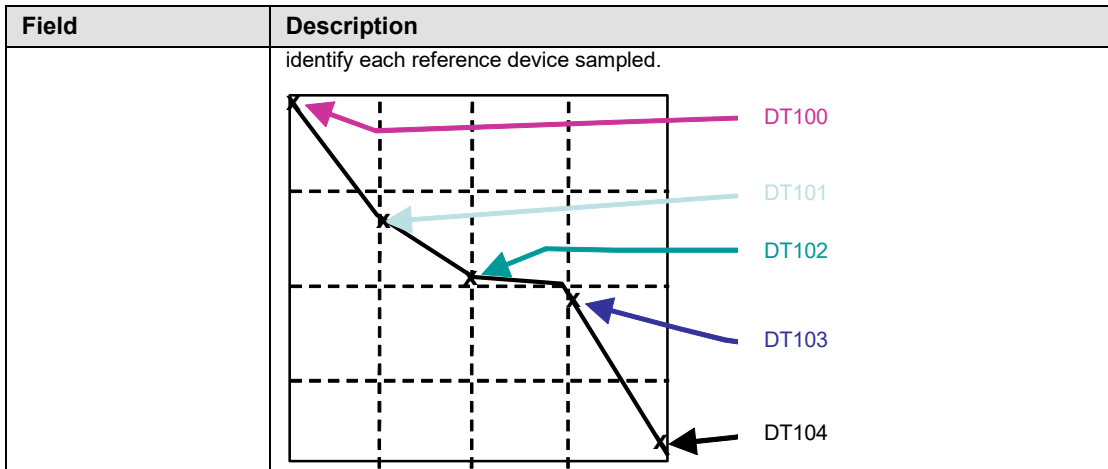 Field Description
identify each reference device sampled.
X
DT100
DT101
X
DT102
X
X
DT103
DT104
X